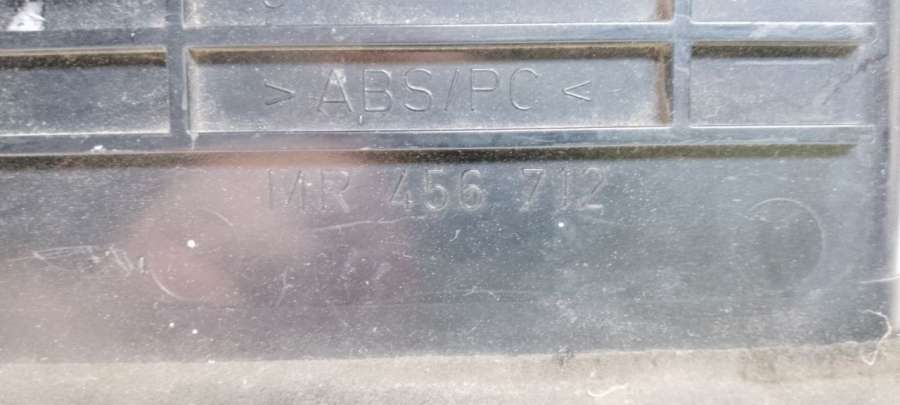 > ABS/PC <
MR 456 712